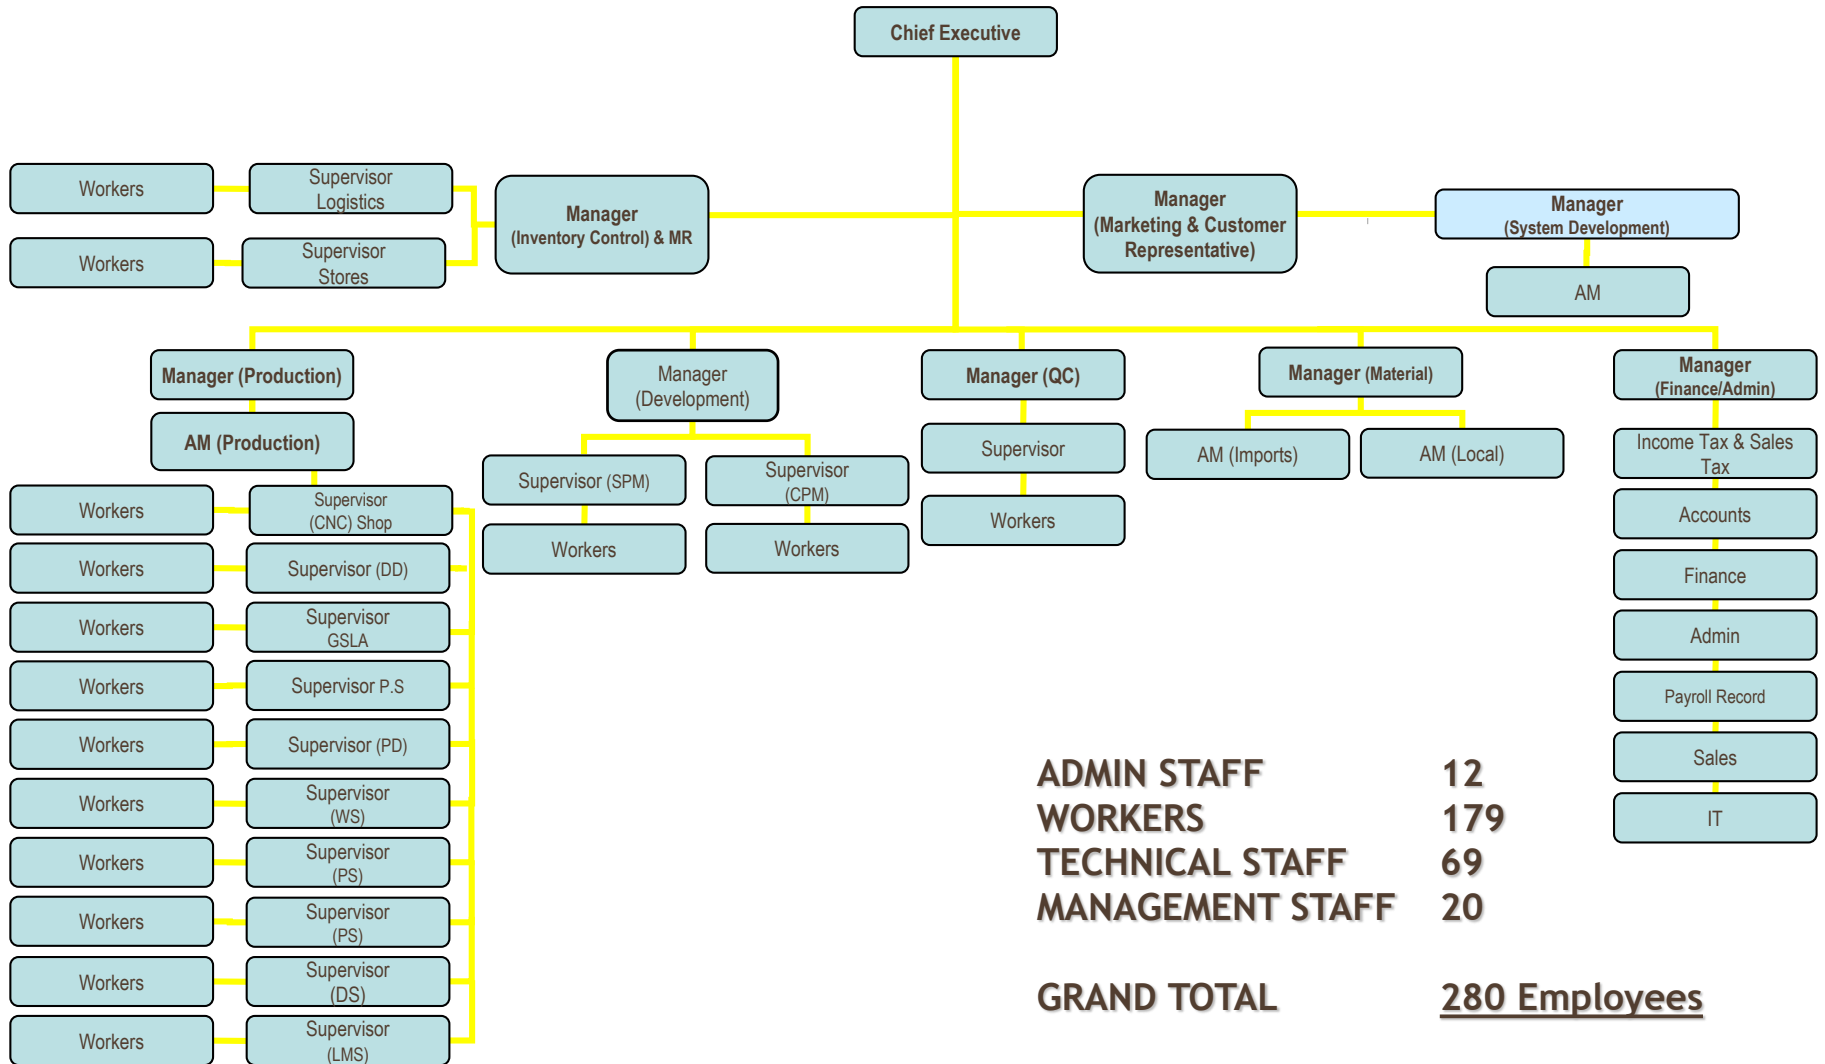 Chief Executive
Workers
Supervisor
Logistics
Workers
Supervisor
Stores
Manager
(Inventory Control) & MR
Manager
(Marketing & Customer
Representative)
Manager
(System Development)
AM
Manager (Production)
AM (Production)
Workers
Supervisor
(CNC) Shop
Workers
Supervisor (DD)
Workers
Supervisor
GSLA
Workers
Supervisor P.S
Workers
Supervisor (PD)
Workers
Supervisor
(WS)
Workers
Supervisor
(PS)
Workers
Supervisor
(PS)
Workers
Supervisor
(DS)
Workers
Supervisor
(LMS)
Manager
(Development)
Supervisor (SPM)
Workers
Supervisor
(CPM)
Workers
Manager (QC)
Supervisor
Workers
Manager (Material)
AM (Imports)
AM (Local)
Manager
(Finance/Admin)
Income Tax & Sales
Tax
Accounts
Finance
Admin
Payroll Record
Sales
IT
ADMIN STAFF 12
WORKERS 179
TECHNICAL STAFF 69
MANAGEMENT STAFF 20
GRAND TOTAL 280 Employees